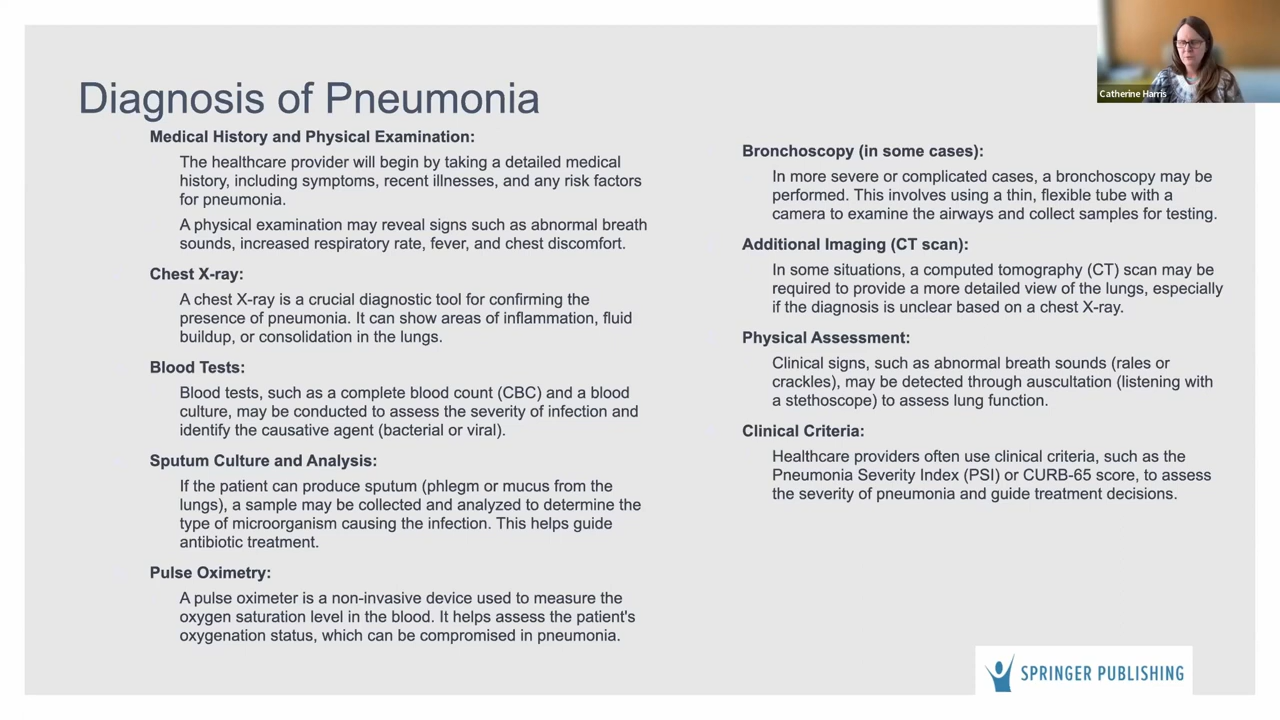 Diagnosis of Pneumonia
Medical History and Physical Examination:
The healthcare provider will begin by taking a detailed medical
history, including symptoms, recent illnesses, and any risk factors
for pneumonia.
A physical examination may reveal signs such as abnormal breath
sounds, increased respiratory rate, fever, and chest discomfort.
Chest X-ray:
A chest X-ray is a crucial diagnostic tool for confirming the
presence of pneumonia. It can show areas of inflammation, fluid
buildup, or consolidation in the lungs.
Blood Tests:
Blood tests, such as a complete blood count (CBC) and a blood
culture, may be conducted to assess the severity of infection and
identify the causative agent (bacterial or viral).
Sputum Culture and Analysis:
If the patient can produce sputum (phlegm or mucus from the
lungs), a sample may be collected and analyzed to determine the
type of microorganism causing the infection. This helps guide
antibiotic treatment.
Pulse Oximetry:
A pulse oximeter is a non-invasive device used to measure the
oxygen saturation level in the blood. It helps assess the patient's
oxygenation status, which can be compromised in pneumonia.
Bronchoscopy (in some cases):
In more severe or complicated cases, a bronchoscopy may be
performed. This involves using a thin, flexible tube with a
camera to examine the airways and collect samples for testing.
Additional Imaging (CT scan):
In some situations, a computed tomography (CT) scan may be
required to provide a more detailed view of the lungs, especially
if the diagnosis is unclear based on a chest X-ray.
Physical Assessment:
Clinical signs, such as abnormal breath sounds (rales or
crackles), may be detected through auscultation (listening with
a stethoscope) to assess lung function.
Clinical Criteria:
Healthcare providers often use clinical criteria, such as the
Pneumonia Severity Index (PSI) or CURB-65 score, to assess
the severity of pneumonia and guide treatment decisions.
Catherine Harris
SPRINGER PUBLISHING